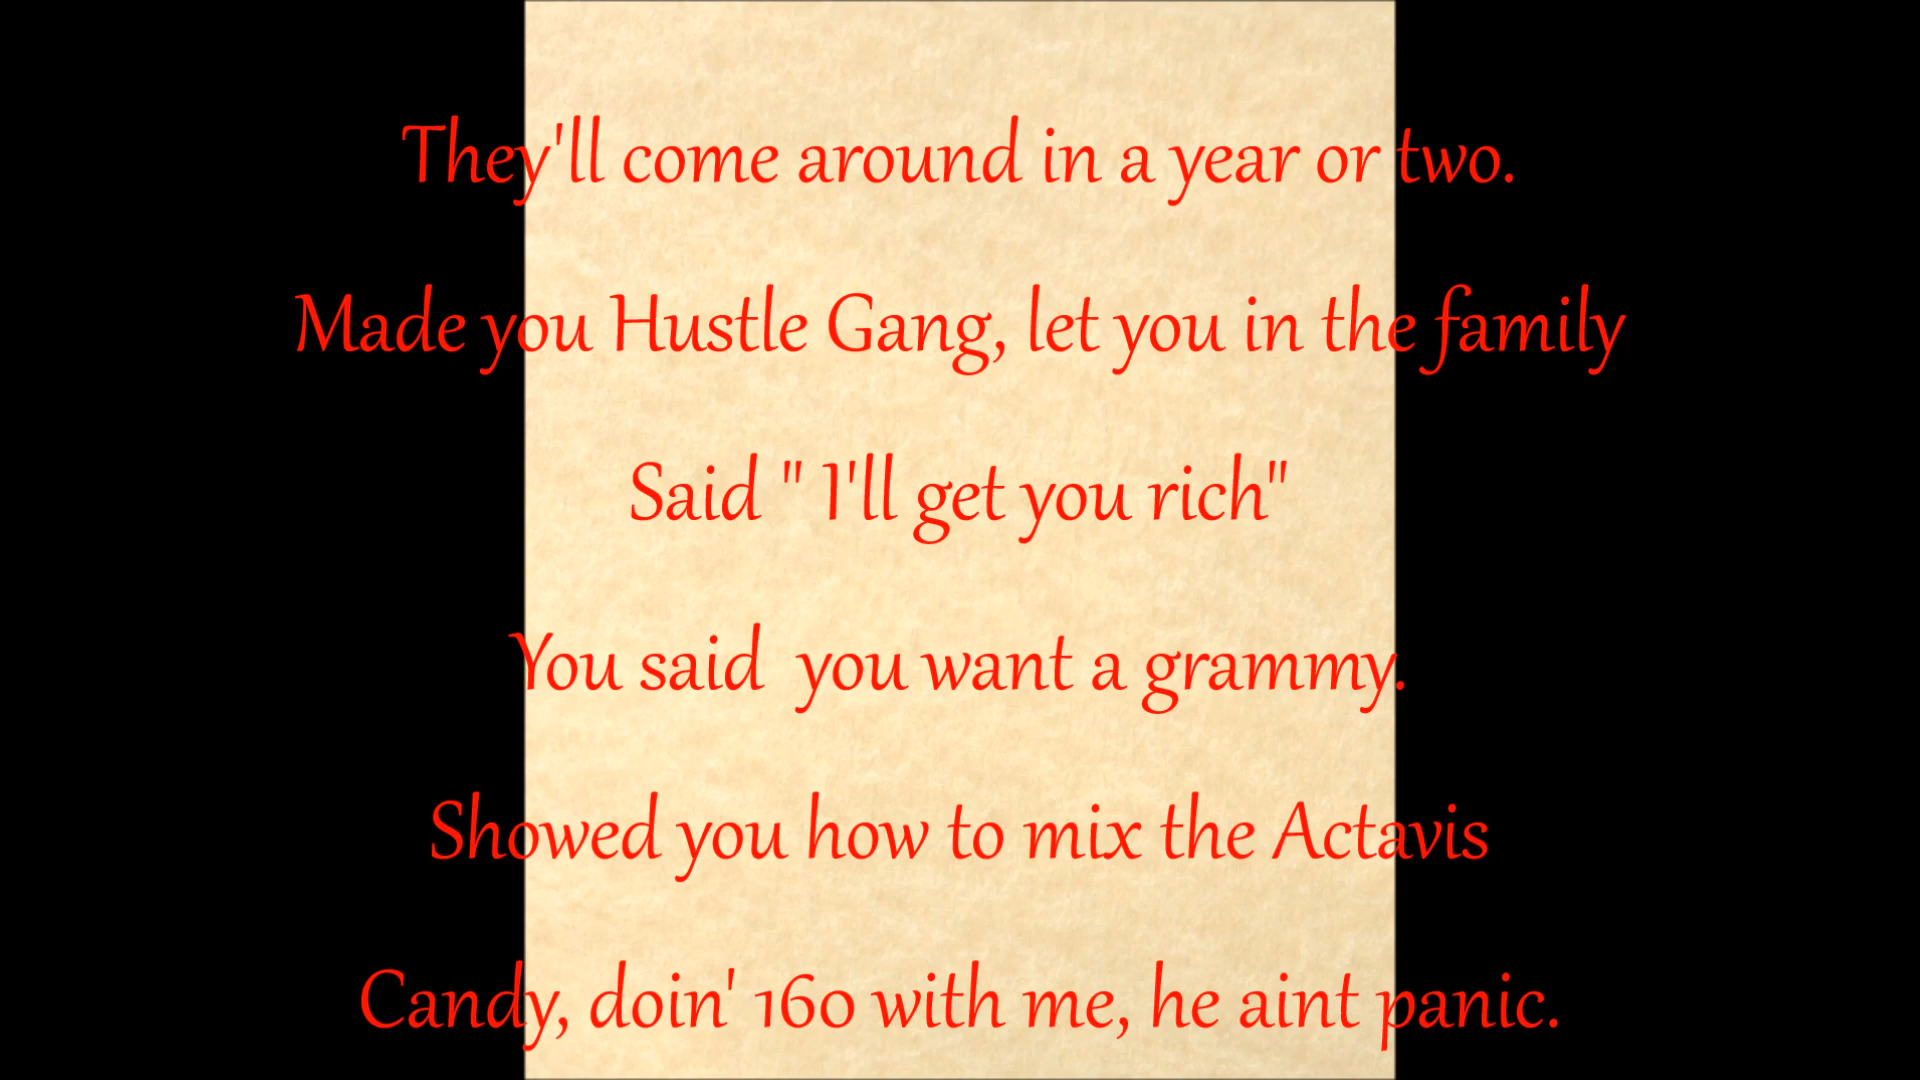 They'll come around in a year or two.
Made you Hustle Gang, let you in the family
Said " I'll get you rich"
You said  you want a grammy.
Showed you how to mix the Actavis
Candy, doin' 160 with me, he aint panic.